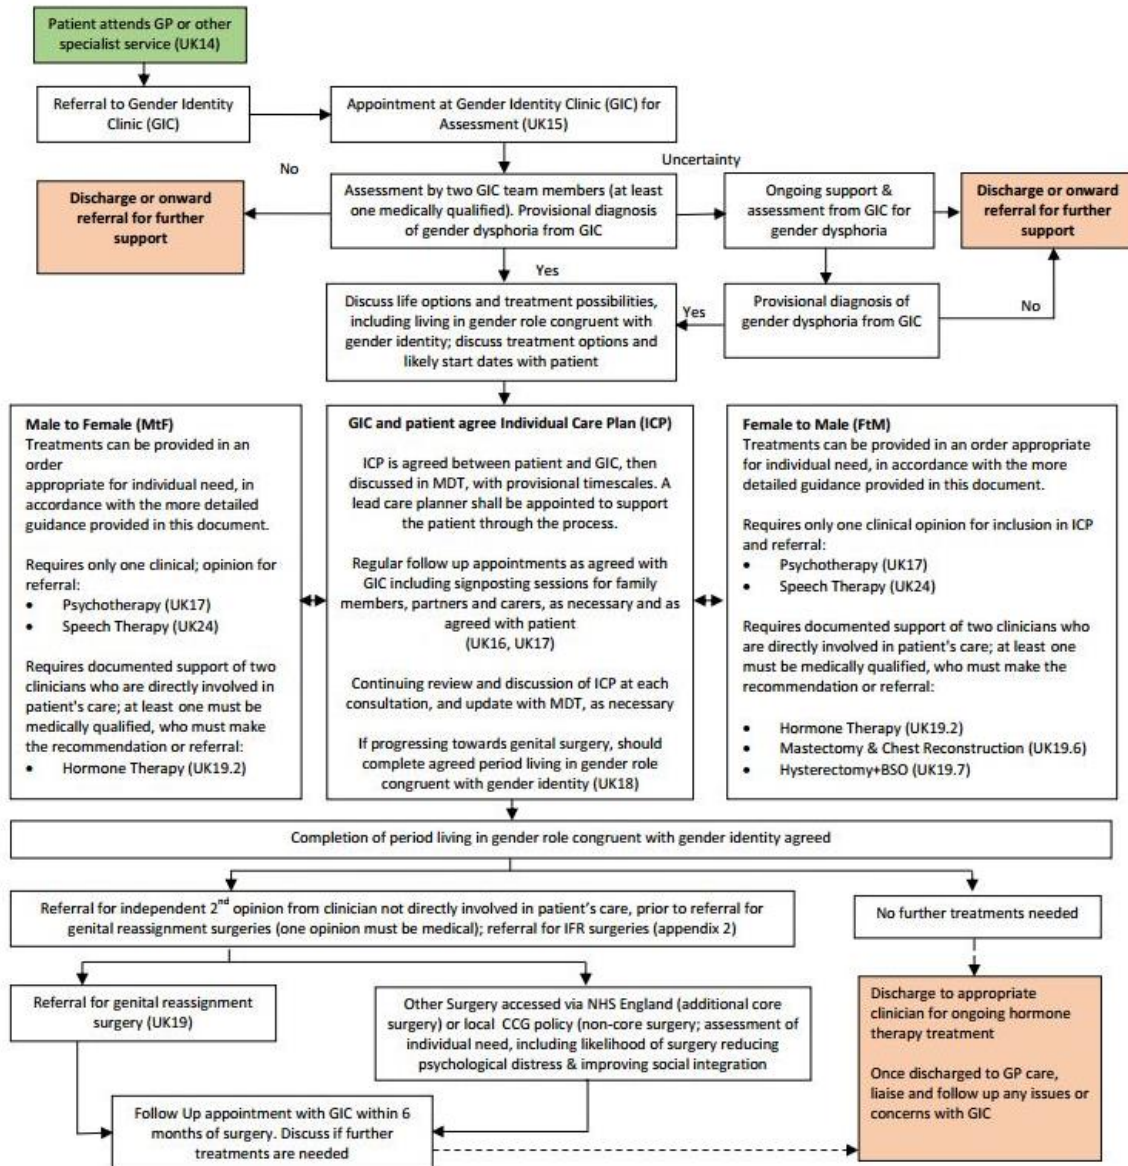 Patient attends GP or other
specialist service (UK14)
Referral to Gender Identity
Clinic (GIC)
Appointment at Gender Identity Clinic (GIC) for
Assessment (UK15)
No
Uncertainty
Discharge or onward
referral for further
support
Assessment by two GIC team members (at least
one medically qualified). Provisional diagnosis
of gender dysphoria from GIC
Ongoing support &
assessment from GIC for
gender dysphoria
Discharge or onward
referral for further
support
Yes
Discuss life options and treatment possibilities,
including living in gender role congruent with
gender identity; discuss treatment options and
likely start dates with patient
Yes
Provisional diagnosis of
gender dysphoria from GIC
No
Male to Female (MtF)
Treatments can be provided in an
order
appropriate for individual need, in
accordance with the more detailed
guidance provided in this document.
Requires only one clinical; opinion for
referral:
• Psychotherapy (UK17)
• Speech Therapy (UK24)
Requires documented support of two
clinicians who are directly involved in
patient's care; at least one must be
medically qualified, who must make
the recommendation or referral:
• Hormone Therapy (UK19.2)
GIC and patient agree Individual Care Plan (ICP)
ICP is agreed between patient and GIC, then
discussed in MDT, with provisional timescales. A
lead care planner shall be appointed to support
the patient through the process.
Regular follow up appointments as agreed with
GIC including signposting sessions for family
members, partners and carers, as necessary and as
agreed with patient
(UK16, UK17)
Continuing review and discussion of ICP at each
consultation, and update with MDT, as necessary
If progressing towards genital surgery, should
complete agreed period living in gender role
congruent with gender identity (UK18)
Female to Male (FtM)
Treatments can be provided in an order appropriate
for individual need, in accordance with the more
detailed guidance provided in this document.
Requires only one clinical opinion for inclusion in ICP
and referral:
• Psychotherapy (UK17)
• Speech Therapy (UK24)
Requires documented support of two clinicians who
are directly involved in patient's care; at least one
must be medically qualified, who must make the
recommendation or referral:
• Hormone Therapy (UK19.2)
• Mastectomy & Chest Reconstruction (UK19.6)
• Hysterectomy+BSO (UK19.7)
Completion of period living in gender role congruent with gender identity agreed
Referral for independent 2nd opinion from clinician not directly involved in patient's care, prior to referral for
genital reassignment surgeries (one opinion must be medical); referral for IFR surgeries (appendix 2)
No further treatments needed
Referral for genital reassignment
surgery (UK19)
Other Surgery accessed via NHS England (additional core
surgery) or local CCG policy (non-core surgery; assessment of
individual need, including likelihood of surgery reducing
psychological distress & improving social integration
Discharge to appropriate
clinician for ongoing hormone
therapy treatment
Once discharged to GP care,
liaise and follow up any issues or
concerns with GIC
Follow Up appointment with GIC within 6
months of surgery. Discuss if further
treatments are needed